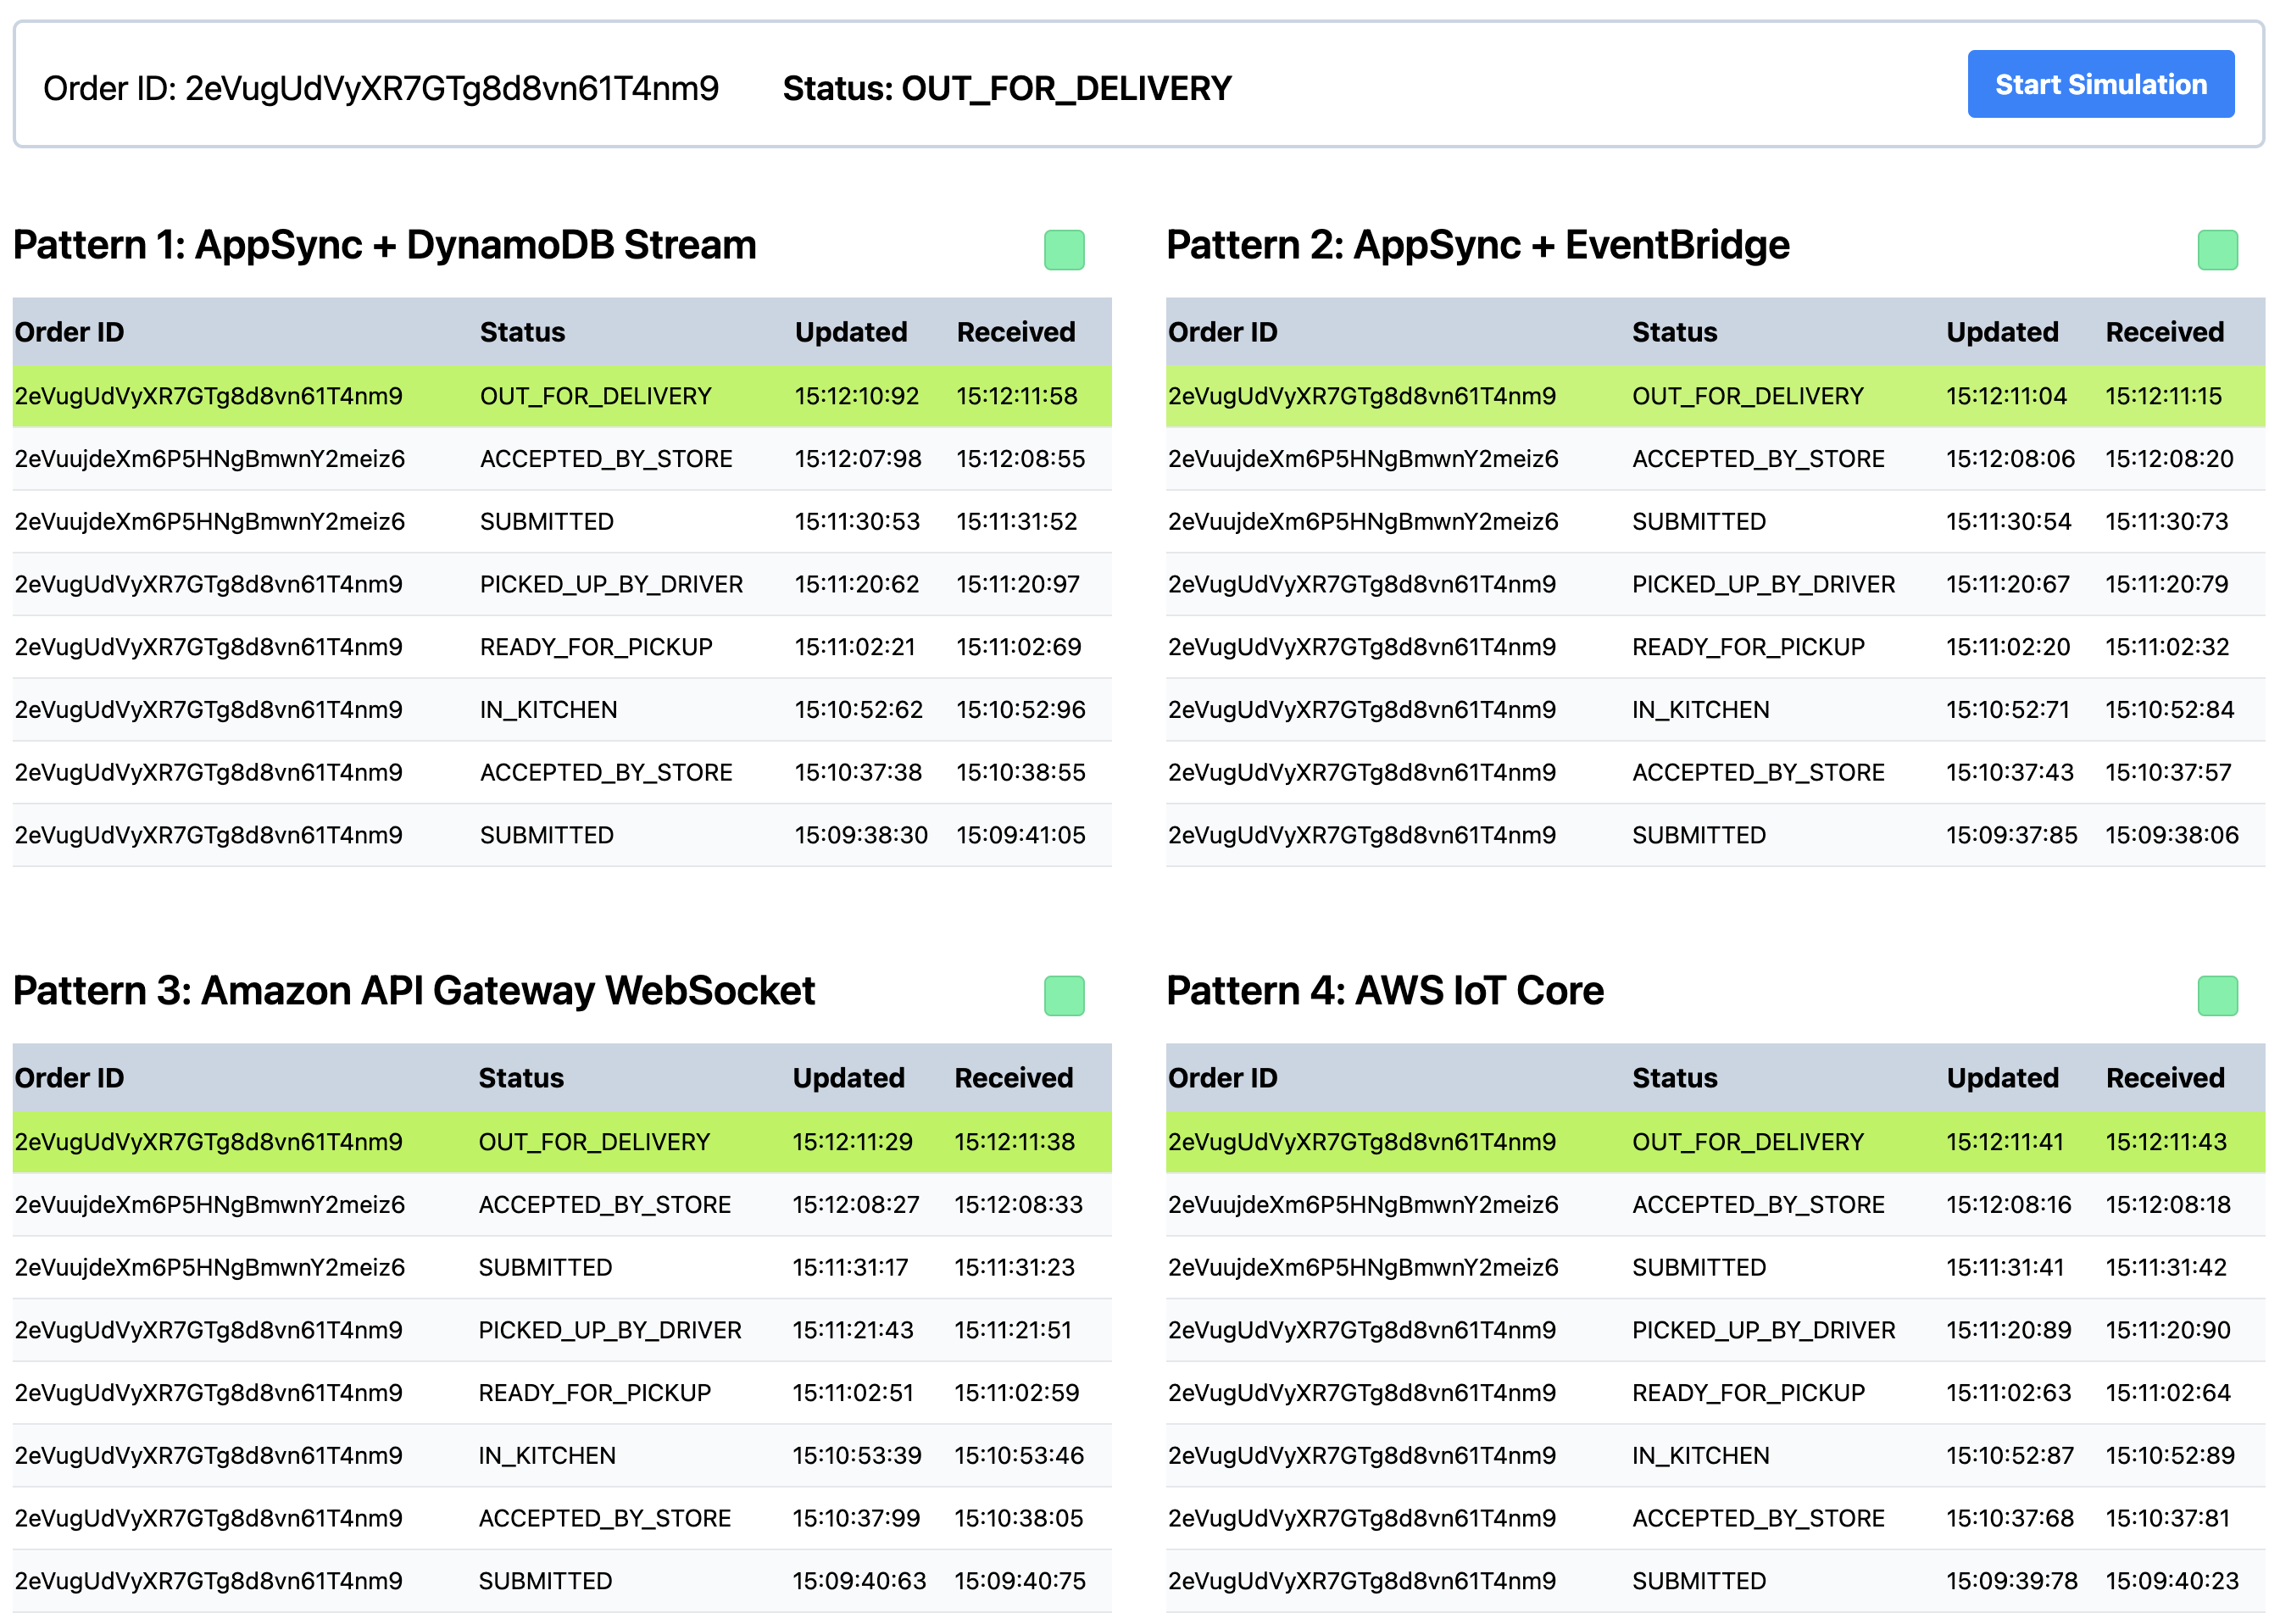 Order ID: 2eVugUdVyXR7GTg8d8vn61T4nm9 Status: OUT_FOR_DELIVERY Start Simulation
Pattern 1: AppSync + DynamoDB Stream
Order ID Status Updated Received
2eVugUdVyXR7GTg8d8vn61T4nm9 OUT_FOR_DELIVERY 15:12:10:92 15:12:11:58
2eVuujdeXm6P5HNgBmwnY2meiz6 ACCEPTED_BY_STORE 15:12:07:98 15:12:08:55
2eVuujdeXm6P5HNgBmwnY2meiz6 SUBMITTED 15:11:30:53 15:11:31:52
2eVugUdVyXR7GTg8d8vn61T4nm9 PICKED_UP_BY_DRIVER 15:11:20:62 15:11:20:97
2eVugUdVyXR7GTg8d8vn61T4nm9 READY_FOR_PICKUP 15:11:02:21 15:11:02:69
2eVugUdVyXR7GTg8d8vn61T4nm9 IN_KITCHEN 15:10:52:62 15:10:52:96
2eVugUdVyXR7GTg8d8vn61T4nm9 ACCEPTED_BY_STORE 15:10:37:38 15:10:38:55
2eVugUdVyXR7GTg8d8vn61T4nm9 SUBMITTED 15:09:38:30 15:09:41:05
Pattern 2: AppSync + EventBridge
Order ID Status Updated Received
2eVugUdVyXR7GTg8d8vn61T4nm9 OUT_FOR_DELIVERY 15:12:11:04 15:12:11:15
2eVuujdeXm6P5HNgBmwnY2meiz6 ACCEPTED_BY_STORE 15:12:08:06 15:12:08:20
2eVuujdeXm6P5HNgBmwnY2meiz6 SUBMITTED 15:11:30:54 15:11:30:73
2eVugUdVyXR7GTg8d8vn61T4nm9 PICKED_UP_BY_DRIVER 15:11:20:67 15:11:20:79
2eVugUdVyXR7GTg8d8vn61T4nm9 READY_FOR_PICKUP 15:11:02:20 15:11:02:32
2eVugUdVyXR7GTg8d8vn61T4nm9 IN_KITCHEN 15:10:52:71 15:10:52:84
2eVugUdVyXR7GTg8d8vn61T4nm9 ACCEPTED_BY_STORE 15:10:37:43 15:10:37:57
2eVugUdVyXR7GTg8d8vn61T4nm9 SUBMITTED 15:09:37:85 15:09:38:06
Pattern 3: Amazon API Gateway WebSocket
Order ID Status Updated Received
2eVugUdVyXR7GTg8d8vn61T4nm9 OUT_FOR_DELIVERY 15:12:11:29 15:12:11:38
2eVuujdeXm6P5HNgBmwnY2meiz6 ACCEPTED_BY_STORE 15:12:08:27 15:12:08:33
2eVuujdeXm6P5HNgBmwnY2meiz6 SUBMITTED 15:11:31:17 15:11:31:23
2eVugUdVyXR7GTg8d8vn61T4nm9 PICKED_UP_BY_DRIVER 15:11:21:43 15:11:21:51
2eVugUdVyXR7GTg8d8vn61T4nm9 READY_FOR_PICKUP 15:11:02:51 15:11:02:59
2eVugUdVyXR7GTg8d8vn61T4nm9 IN_KITCHEN 15:10:53:39 15:10:53:46
2eVugUdVyXR7GTg8d8vn61T4nm9 ACCEPTED_BY_STORE 15:10:37:99 15:10:38:05
2eVugUdVyXR7GTg8d8vn61T4nm9 SUBMITTED 15:09:40:63 15:09:40:75
Pattern 4: AWS IoT Core
Order ID Status Updated Received
2eVugUdVyXR7GTg8d8vn61T4nm9 OUT_FOR_DELIVERY 15:12:11:41 15:12:11:43
2eVuujdeXm6P5HNgBmwnY2meiz6 ACCEPTED_BY_STORE 15:12:08:16 15:12:08:18
2eVuujdeXm6P5HNgBmwnY2meiz6 SUBMITTED 15:11:31:41 15:11:31:42
2eVugUdVyXR7GTg8d8vn61T4nm9 PICKED_UP_BY_DRIVER 15:11:20:89 15:11:20:90
2eVugUdVyXR7GTg8d8vn61T4nm9 READY_FOR_PICKUP 15:11:02:63 15:11:02:64
2eVugUdVyXR7GTg8d8vn61T4nm9 IN_KITCHEN 15:10:52:87 15:10:52:89
2eVugUdVyXR7GTg8d8vn61T4nm9 ACCEPTED_BY_STORE 15:10:37:68 15:10:37:81
2eVugUdVyXR7GTg8d8vn61T4nm9 SUBMITTED 15:09:39:78 15:09:40:23